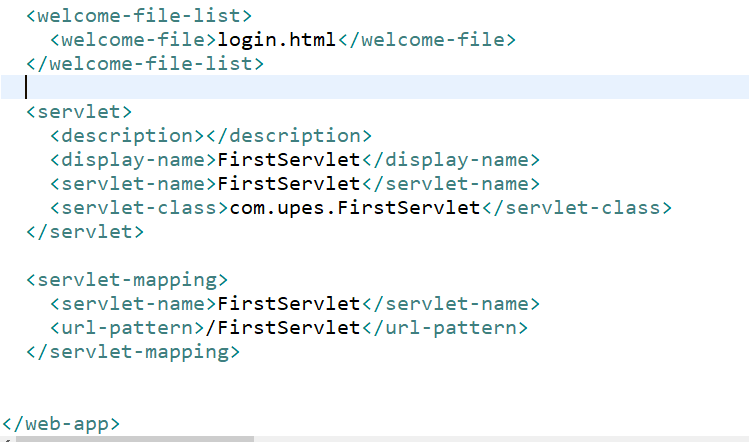 <welcome-file-list>
<welcome-file>login.html</welcome-file>
</welcome-file-list>
<servlet>
<description></description>
<display-name>FirstServlet</display-name>
<servlet-name>FirstServlet</servlet-name>
<servlet-class>com.upes.FirstServlet</servlet-class>
</servlet>
<servlet-mapping>
<servlet-name>FirstServlet</servlet-name>
<url-pattern>/FirstServlet</url-pattern>
</servlet-mapping>
</web-app>